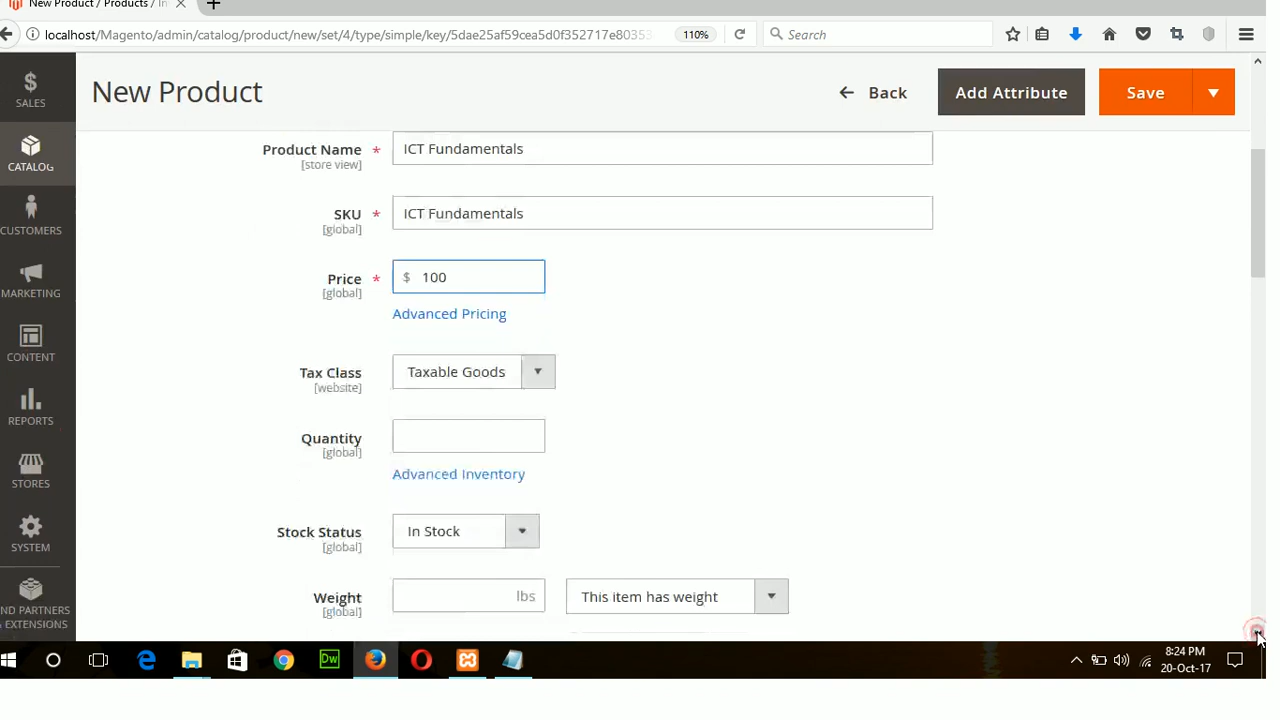 New Product / Products / In
localhost/Magento/admin/catalog/product/new/set/4/type/simple/key/5dae25af59cea5d0f352717e80353
110%
Search
SALES
CATALOG
CUSTOMERS
MARKETING
CONTENT
REPORTS
STORES
SYSTEM
ND PARTNERS
& EXTENSIONS
New Product
Back
Add Attribute
Save
Product Name *
[store view]
ICT Fundamentals
SKU *
[global]
ICT Fundamentals
Price *
[global]
$ 100
Advanced Pricing
Tax Class
[website]
Taxable Goods
Quantity
[global]
Advanced Inventory
Stock Status
[global]
In Stock
Weight
[global]
lbs
This item has weight
Dw
8:24 PM
20-Oct-17